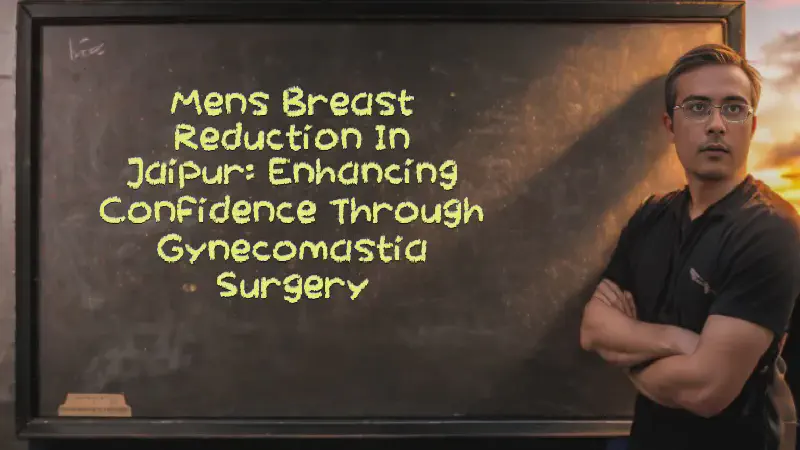 Mens Breast
Reduction In
Jaipur: Enhancing
Confidence Through
Gynecomastia
Surgery